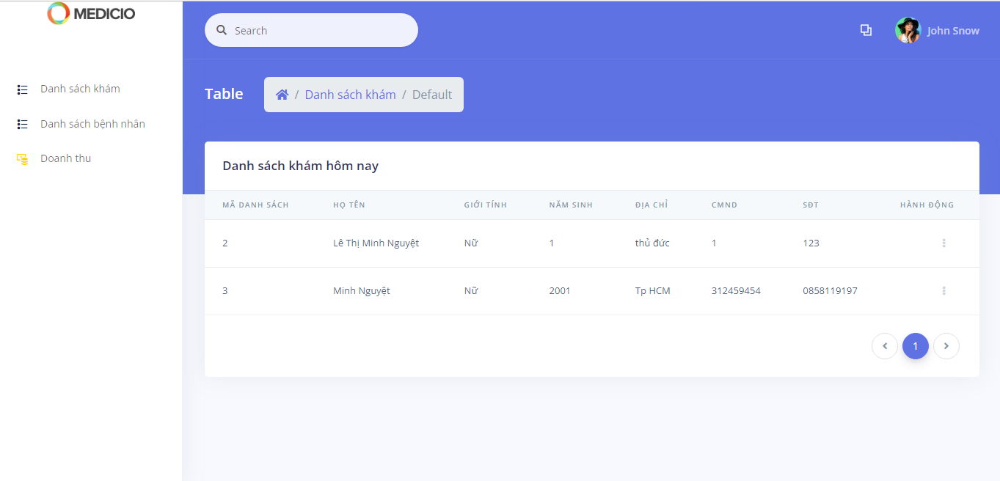 MEDICIO
Search
John Snow
Danh sách khám
Danh sách bệnh nhân
Doanh thu
Table
/ Danh sách khám / Default
Danh sách khám hôm nay
MÃ DANH SÁCH HỌ TÊN GIỚI TÍNH NĂM SINH ĐỊA CHỈ CMND SĐT HÀNH ĐỘNG
2 Lê Thị Minh Nguyệt Nữ 1 thủ đức 1 123
3 Minh Nguyệt Nữ 2001 Tp HCM 312459454 0858119197
1